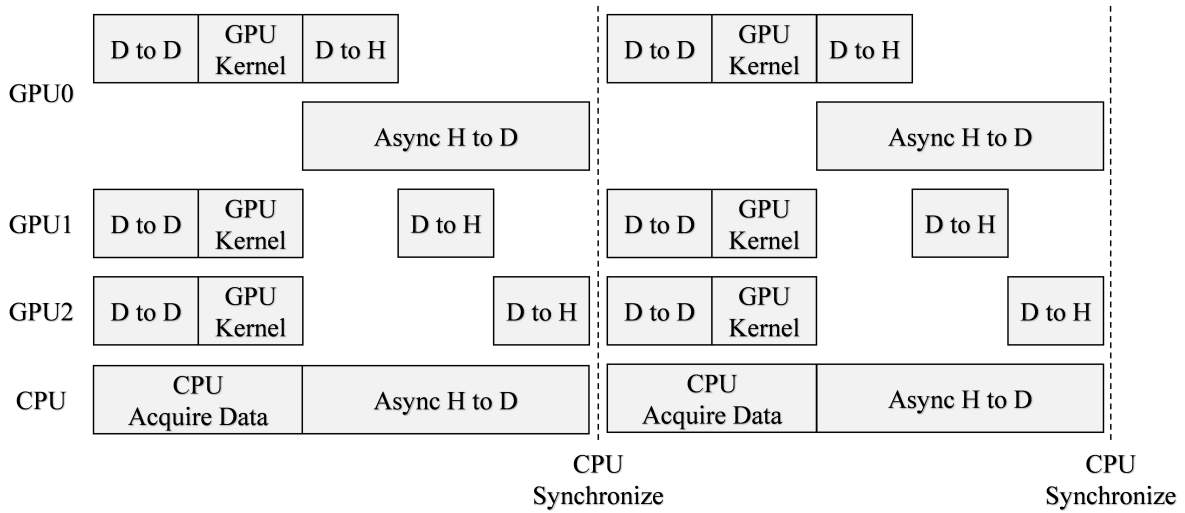 D to D
GPU
Kernel
D to H
D to D
GPU
Kernel
D to H
GPU0
Async H to D
Async H to D
GPU1
D to D
GPU
Kernel
D to H
D to D
GPU
Kernel
D to H
GPU2
D to D
GPU
Kernel
D to H
D to D
GPU
Kernel
D to H
CPU
CPU
Acquire Data
Async H to D
CPU
Acquire Data
Async H to D
CPU
Synchronize
CPU
Synchronize